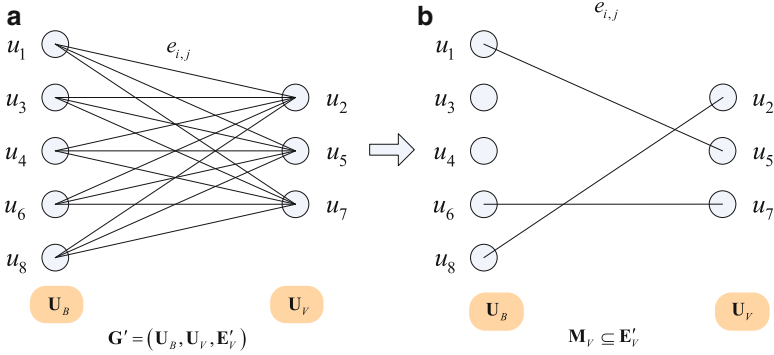 a
e_{i,j}
u_1
u_3
u_4
u_6
u_8
u_2
u_5
u_7
U_B
U_V
G′ = (U_B, U_V, E′_V)
b
e_{i,j}
u_1
u_3
u_4
u_6
u_8
u_2
u_5
u_7
U_B
U_V
M_V ⊆ E′_V